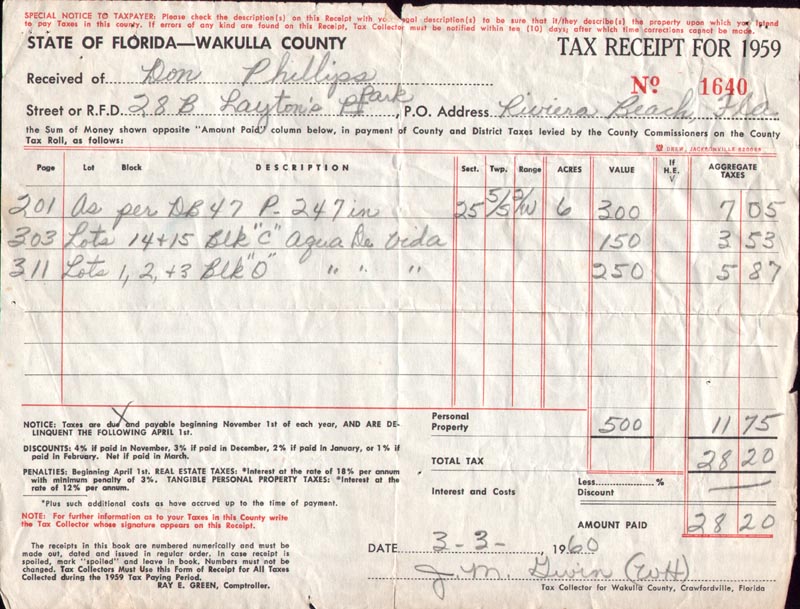 SPECIAL NOTICE TO TAXPAYER: Please check the description(s) on this Receipt with your legal description(s) to be sure that it/they describe(s) the property upon which you intend
to pay Taxes in this county. If errors of any kind are found on this Receipt, Tax Collector must be notified within ten (10) days; after which time corrections cannot be made.
STATE OF FLORIDA—WAKULLA COUNTY
TAX RECEIPT FOR 1959
Received of Don Phillips
Nº 1640
Street or R.F.D. 28 B Layton's Park, P.O. Address Riviera Beach, Fla
the Sum of Money shown opposite "Amount Paid" column below, in payment of County and District Taxes levied by the County Commissioners on the County
Tax Roll, as follows:
DREW, JACKSONVILLE
Page Lot Block DESCRIPTION Sect. Twp. Range ACRES VALUE If H.E. √ AGGREGATE TAXES
201 As per DB 47 P-247 in 25 5/S 2/W 6 300 7 05
303 Lots 14+15 Blk "C" Aqua De Vida 150 3 53
311 Lots 1, 2, +3 Blk "O" " " " 250 5 87
NOTICE: Taxes are due and payable beginning November 1st of each year, AND ARE DE-
LINQUENT THE FOLLOWING APRIL 1st.
Personal Property 500 11 75
DISCOUNTS: 4% if paid in November, 3% if paid in December, 2% if paid in January, or 1% if
paid in February. Net if paid in March.
TOTAL TAX 28 20
PENALTIES: Beginning April 1st. REAL ESTATE TAXES: *Interest at the rate of 18% per annum
with minimum penalty of 3%. TANGIBLE PERSONAL PROPERTY TAXES: *Interest at the
rate of 12% per annum.
Interest and Costs
Less % Discount
*Plus such additional costs as have accrued up to the time of payment.
NOTE: For further information as to your Taxes in this County write
the Tax Collector whose signature appears on this Receipt.
AMOUNT PAID 28 20
The receipts in this book are numbered numerically and must be
made out, dated and issued in regular order. In case receipt is
spoiled, mark "spoiled" and leave in book. Numbers must not be
changed. Tax Collectors Must Use this Form of Receipt for All Taxes
Collected during the 1959 Tax Paying Period.
RAY E. GREEN, Comptroller.
DATE 3-3-, 1960
J. M. Gwin (WH)
Tax Collector for Wakulla County, Crawfordville, Florida